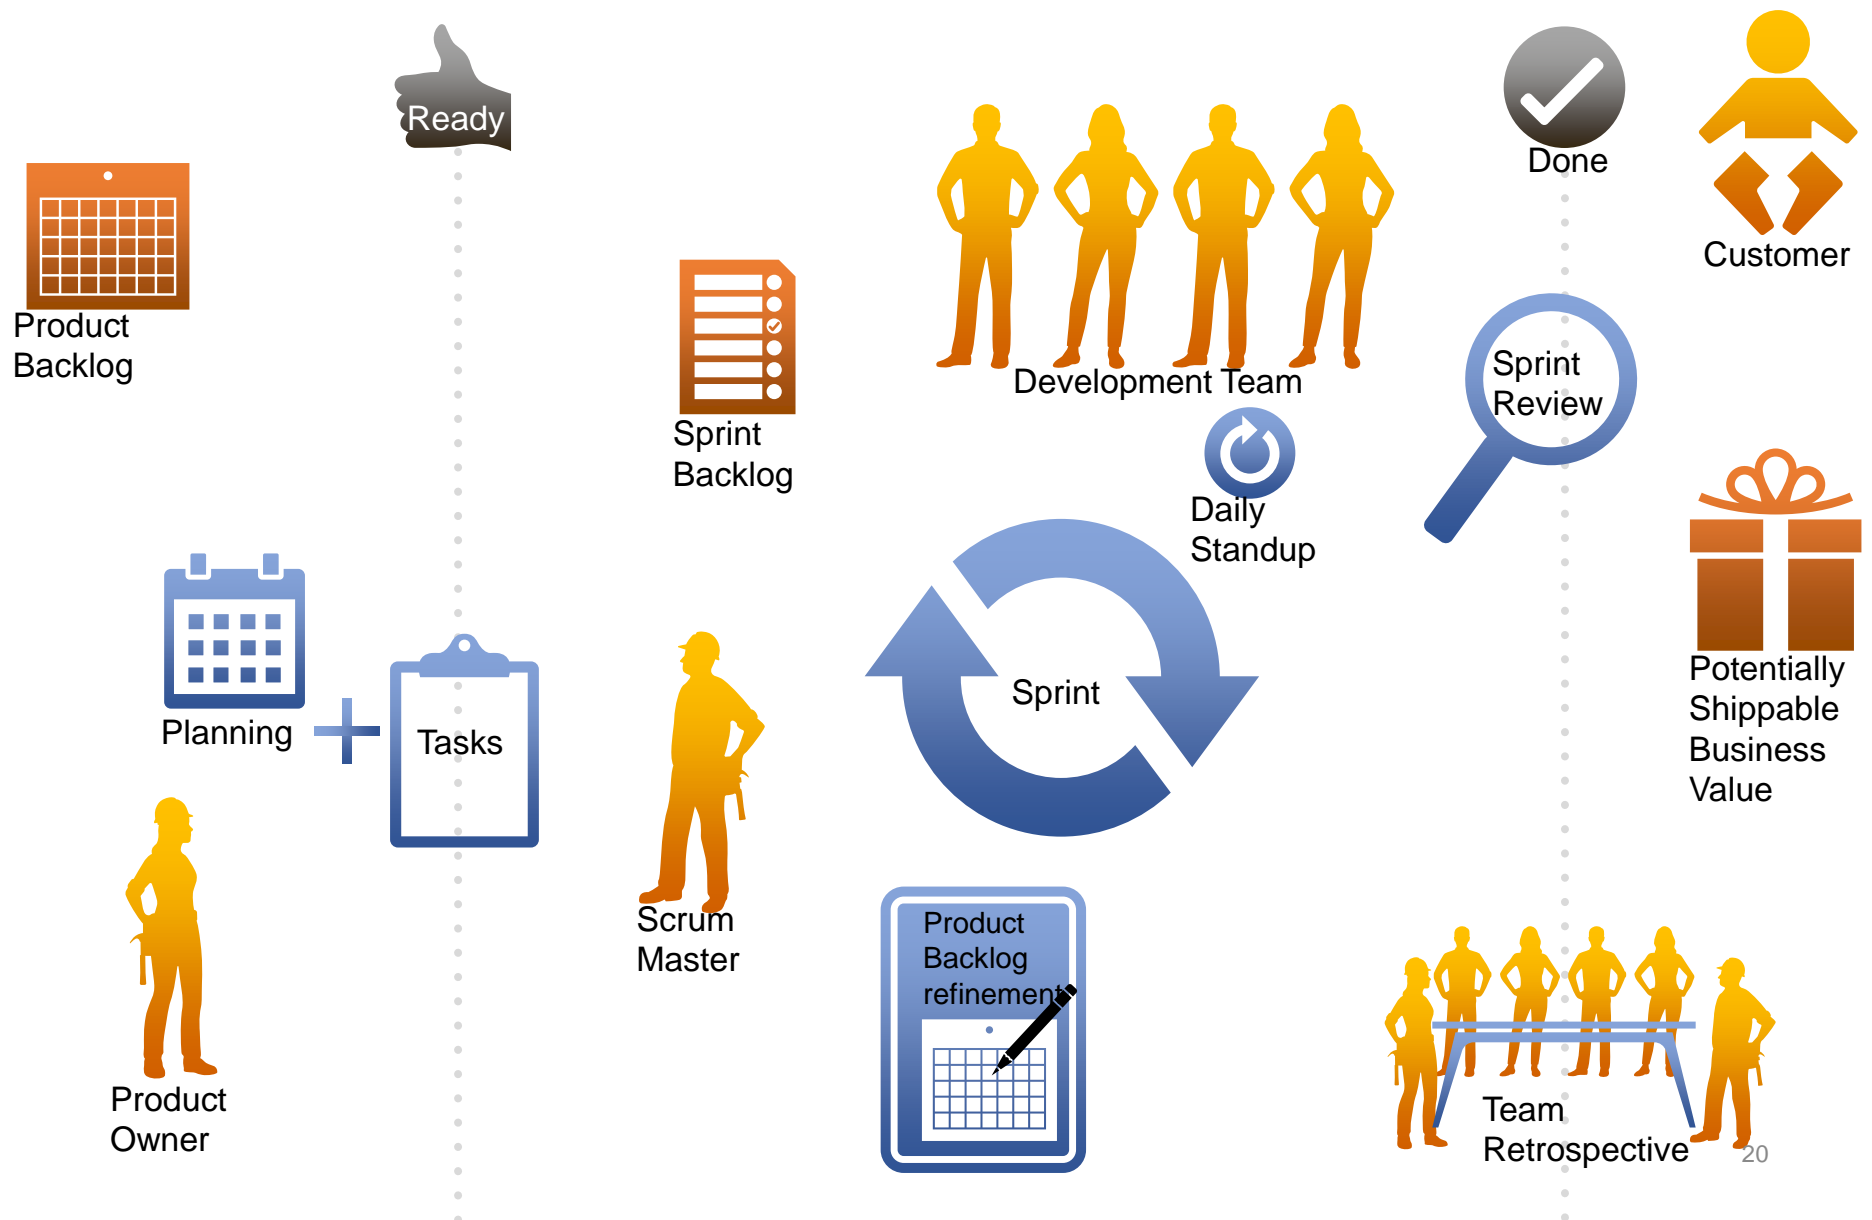 Ready
Done
Customer
Product
Backlog
Sprint
Backlog
Development Team
Sprint
Review
Daily
Standup
Planning
Tasks
Sprint
Potentially
Shippable
Business
Value
Scrum
Master
Product
Backlog
refinement
Product
Owner
Team
Retrospective
20